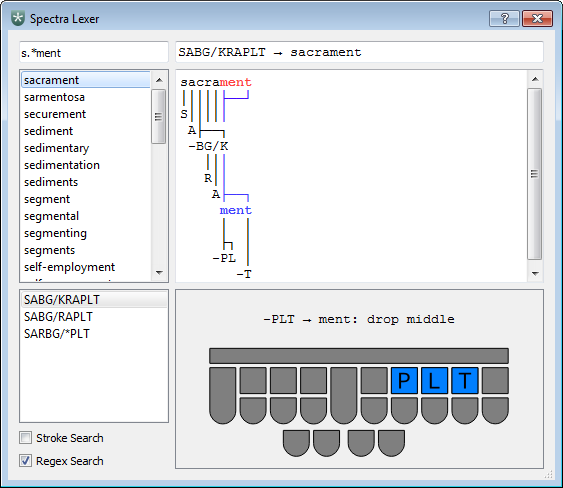 Spectra Lexer
s.*ment
SABG/KRAPLT → sacrament
sacrament
sarmentosa
securement
sediment
sedimentary
sedimentation
sediments
segment
segmental
segmenting
segments
self-employment
sacrament
S
A
-BG/K
R
A
ment
-PL
-T
SABG/KRAPLT
SABG/RAPLT
SARBG/*PLT
-PLT → ment: drop middle
P L T
Stroke Search
Regex Search